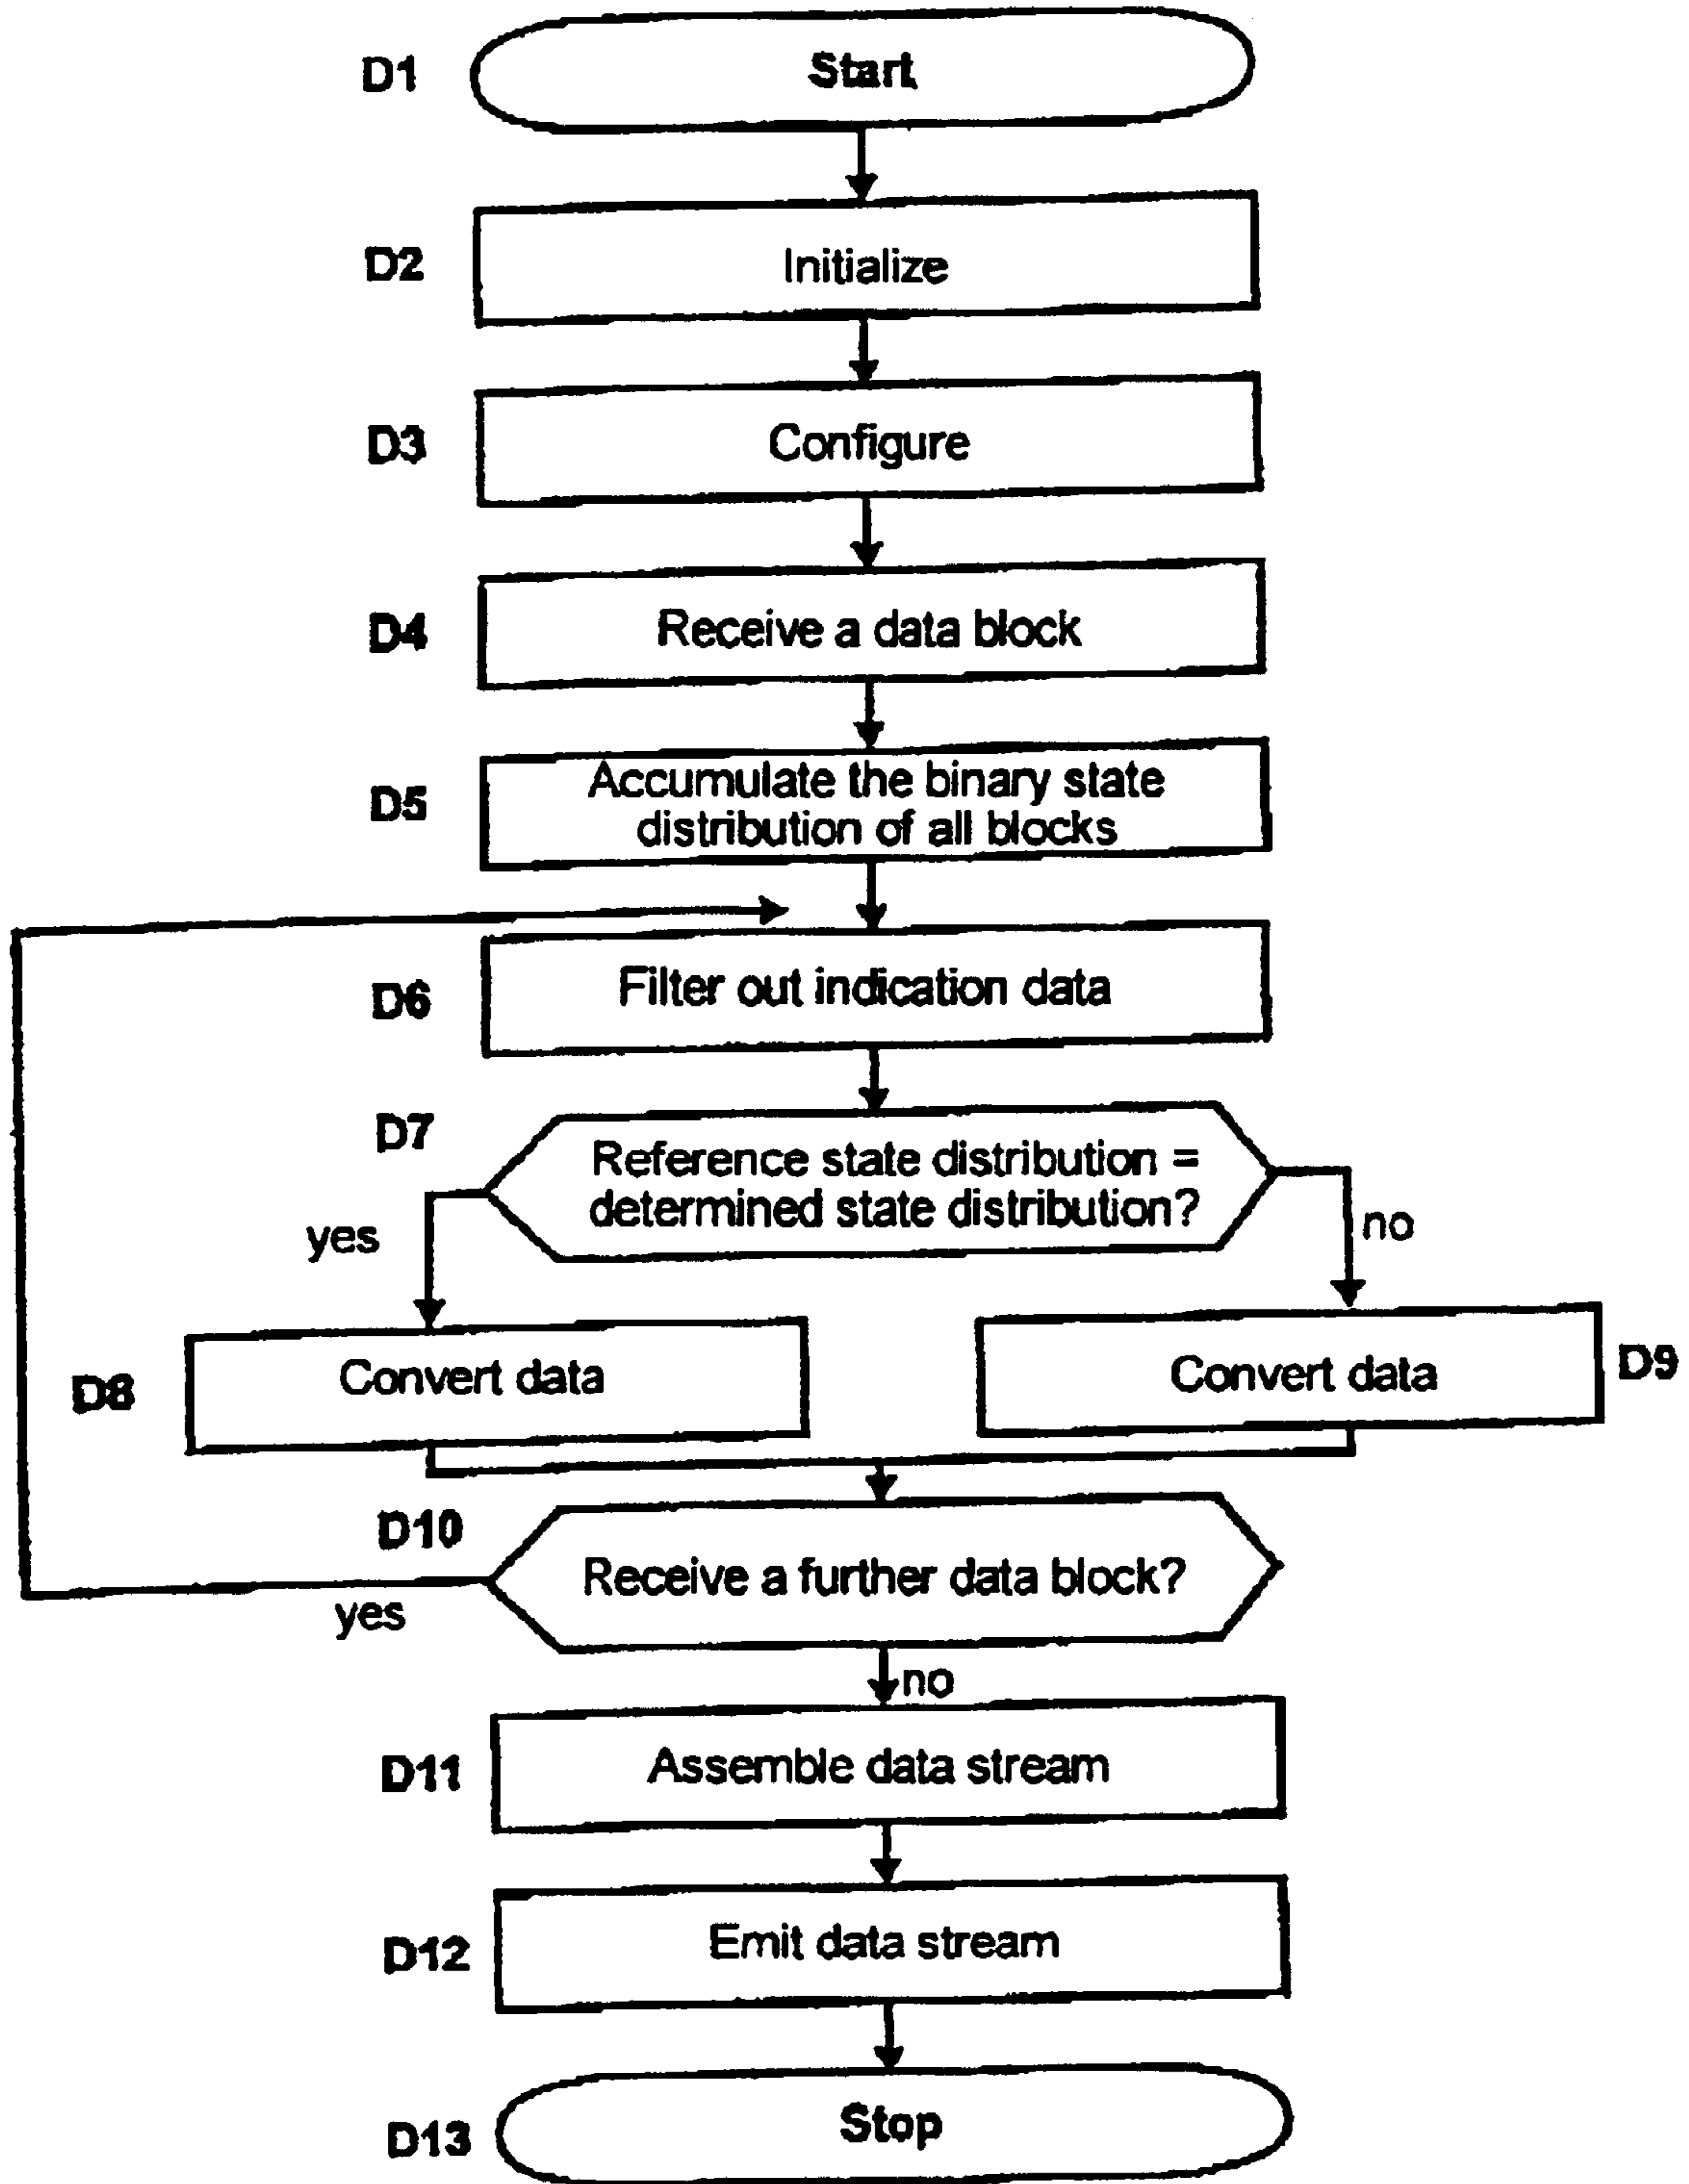 D1
Start
D2
Initialize
D3
Configure
D4
Receive a data block
D5
Accumulate the binary state
distribution of all blocks
D6
Filter out indication data
D7
Reference state distribution =
determined state distribution?
yes
no
D8
Convert data
Convert data
D9
D10
Receive a further data block?
yes
no
D11
Assemble data stream
D12
Emit data stream
D13
Stop